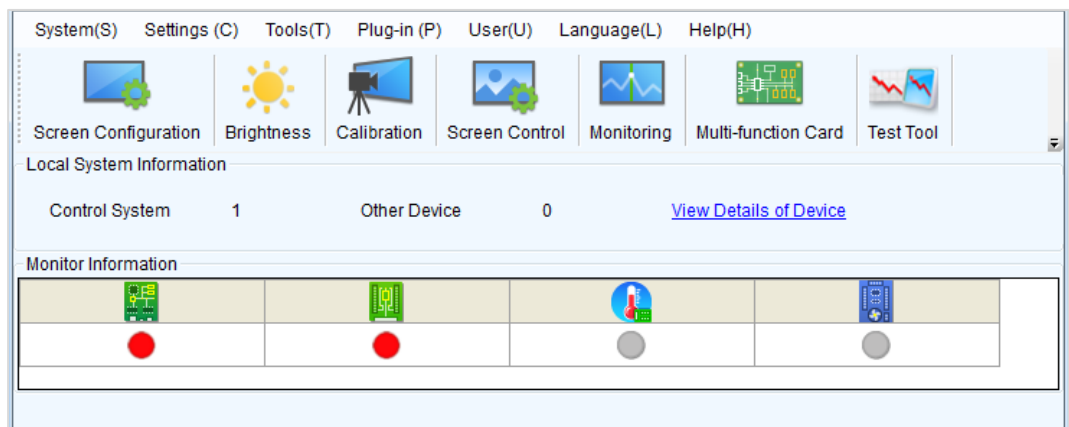 System(S) Settings (C) Tools(T) Plug-in (P) User(U) Language(L) Help(H)
Screen Configuration Brightness Calibration Screen Control Monitoring Multi-function Card Test Tool
Local System Information
Control System 1 Other Device 0 View Details of Device
Monitor Information